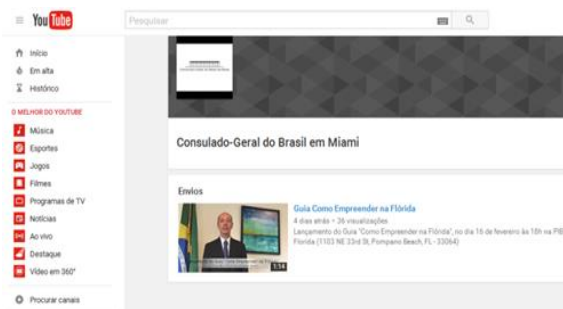 YouTube
Pesquisar
Início
Em alta
Histórico
O MELHOR DO YOUTUBE
Música
Esportes
Jogos
Filmes
Programas de TV
Notícias
Ao vivo
Destaque
Vídeo em 360°
Procurar canais
Consulado-Geral do Brasil em Miami
Envios
Guia Como Empreender na Flórida
4 dias atrás • 36 visualizações
Lançamento do Guia "Como Empreender na Flórida", no dia 16 de fevereiro às 18h na PIB
Florida (1103 NE 33rd St, Pompano Beach, FL - 33064)
1:14